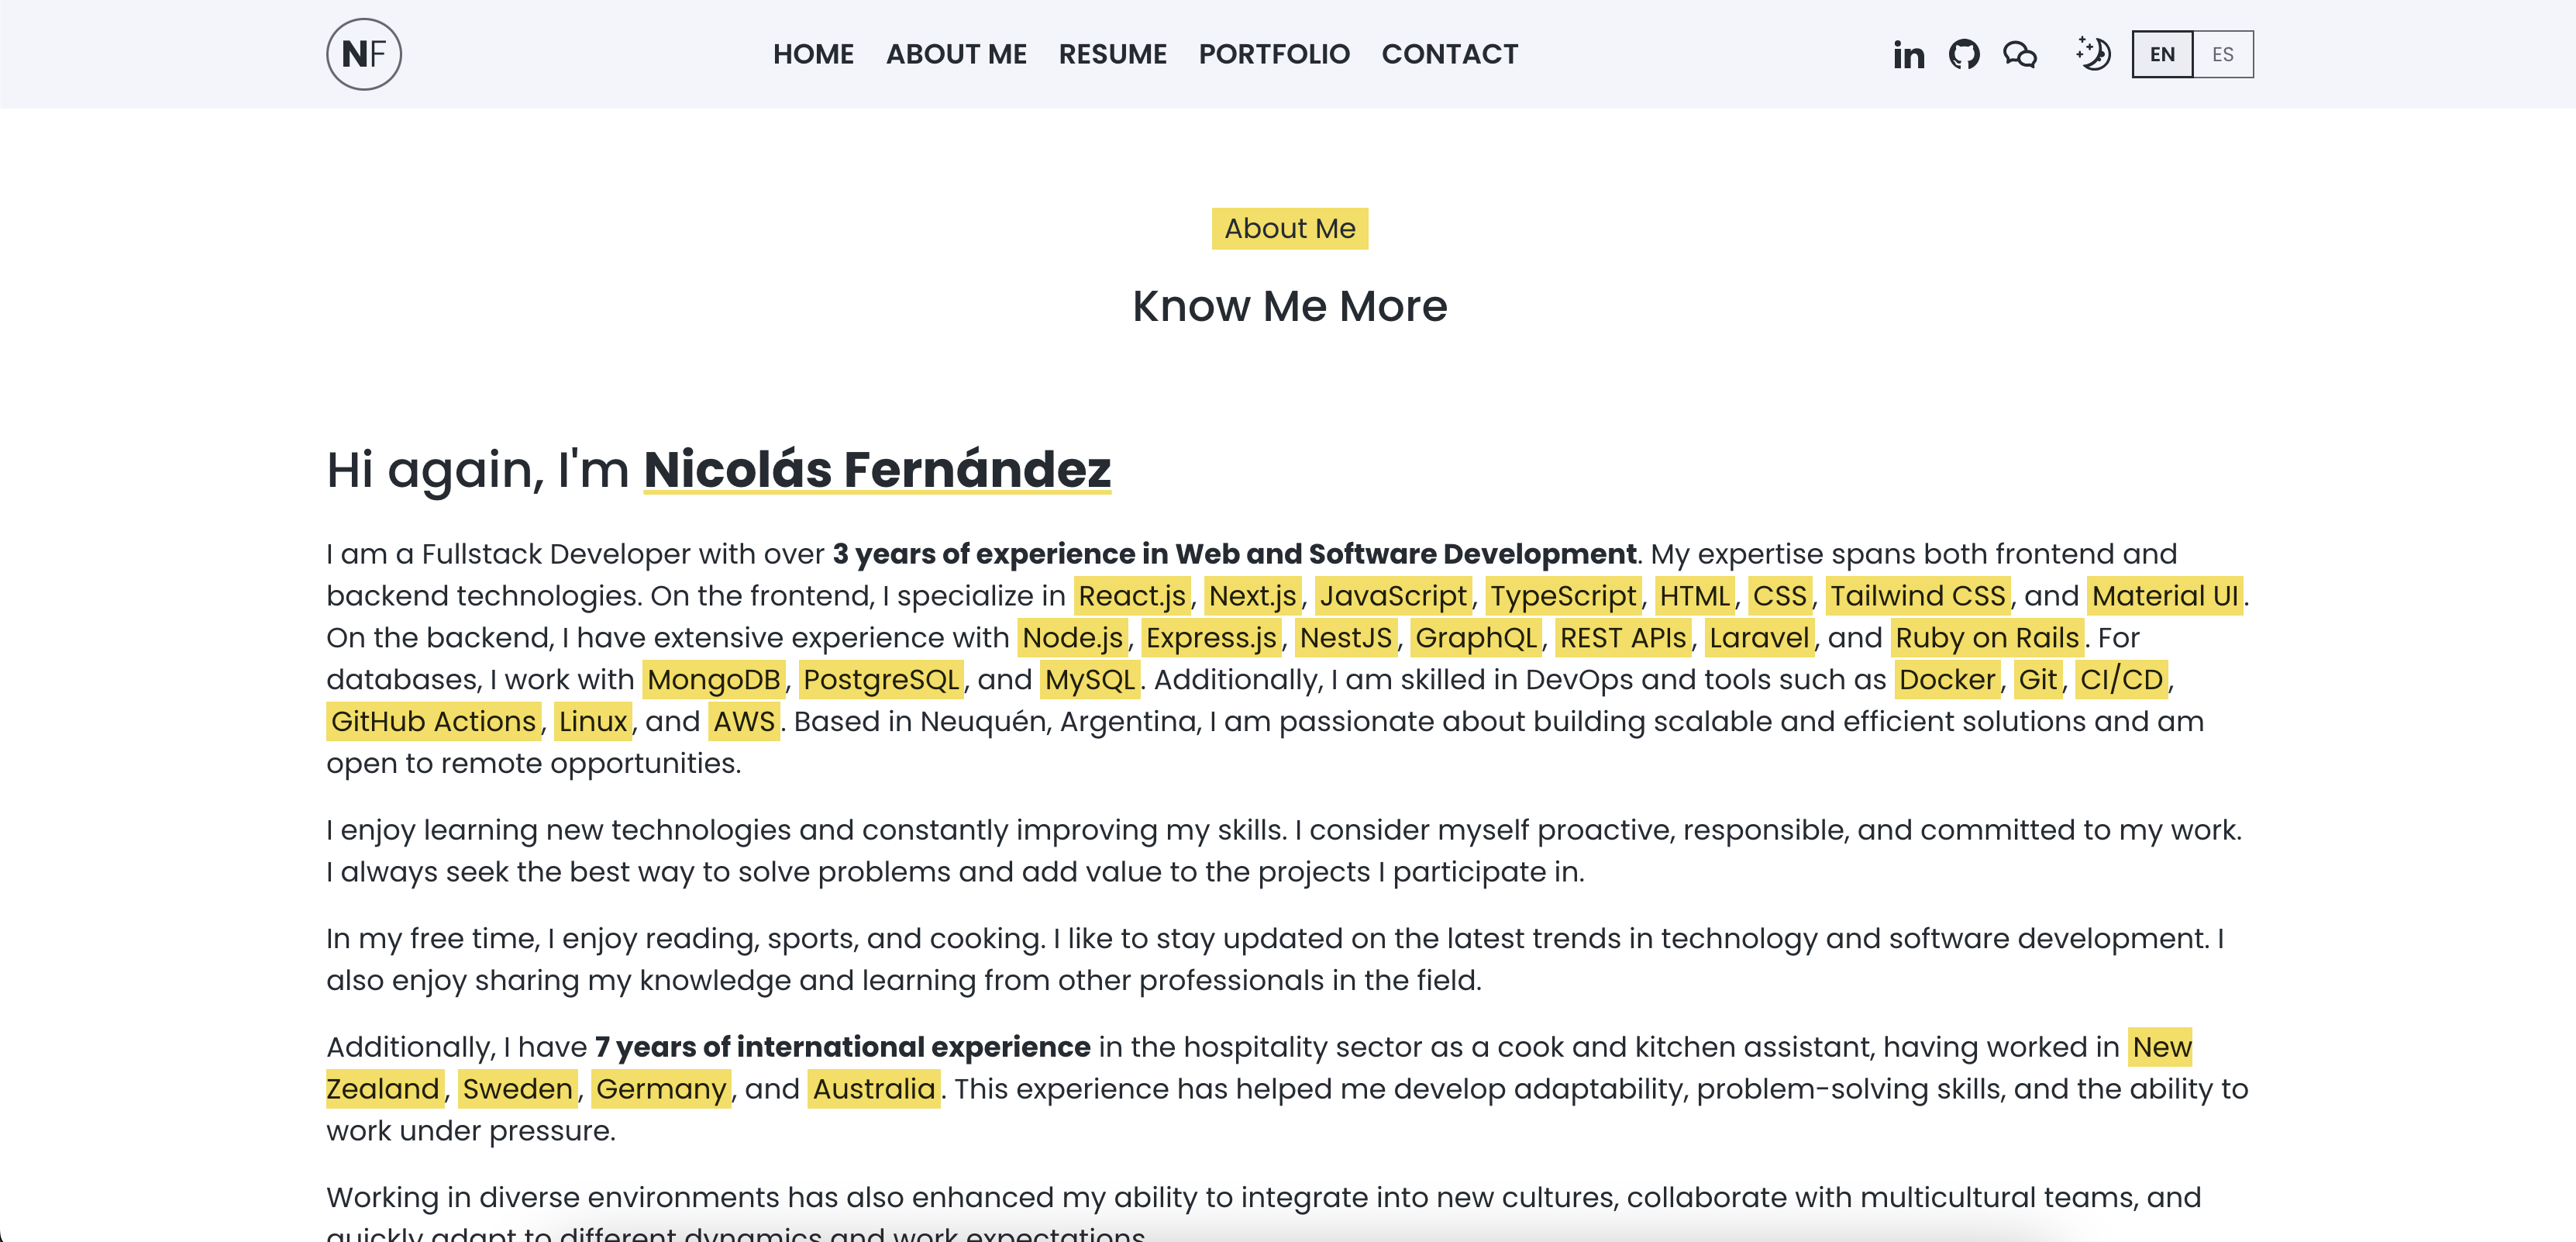 NF
HOME ABOUT ME RESUME PORTFOLIO CONTACT
EN ES
About Me
Know Me More
Hi again, I'm Nicolás Fernández
I am a Fullstack Developer with over 3 years of experience in Web and Software Development. My expertise spans both frontend and
backend technologies. On the frontend, I specialize in React.js, Next.js, JavaScript, TypeScript, HTML, CSS, Tailwind CSS, and Material UI.
On the backend, I have extensive experience with Node.js, Express.js, NestJS, GraphQL, REST APIs, Laravel, and Ruby on Rails. For
databases, I work with MongoDB, PostgreSQL, and MySQL. Additionally, I am skilled in DevOps and tools such as Docker, Git, CI/CD,
GitHub Actions, Linux, and AWS. Based in Neuquén, Argentina, I am passionate about building scalable and efficient solutions and am
open to remote opportunities.
I enjoy learning new technologies and constantly improving my skills. I consider myself proactive, responsible, and committed to my work.
I always seek the best way to solve problems and add value to the projects I participate in.
In my free time, I enjoy reading, sports, and cooking. I like to stay updated on the latest trends in technology and software development. I
also enjoy sharing my knowledge and learning from other professionals in the field.
Additionally, I have 7 years of international experience in the hospitality sector as a cook and kitchen assistant, having worked in New
Zealand, Sweden, Germany, and Australia. This experience has helped me develop adaptability, problem-solving skills, and the ability to
work under pressure.
Working in diverse environments has also enhanced my ability to integrate into new cultures, collaborate with multicultural teams, and
quickly adapt to different dynamics and work expectations.